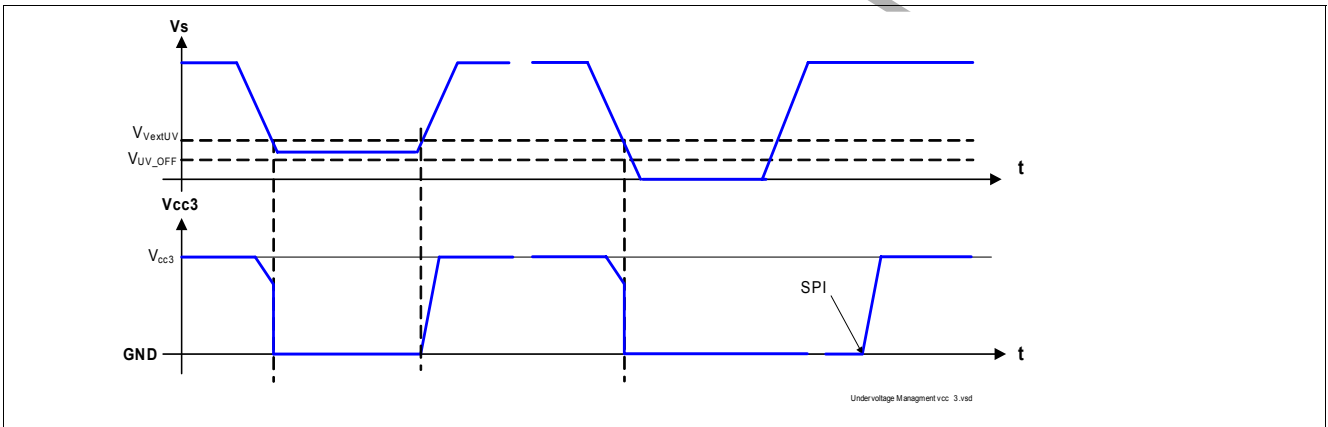 Vs
VVextUV
VUV_OFF
t
Vcc3
Vcc3
SPI
GND
t
Undervoltage Managment vcc 3.vsd